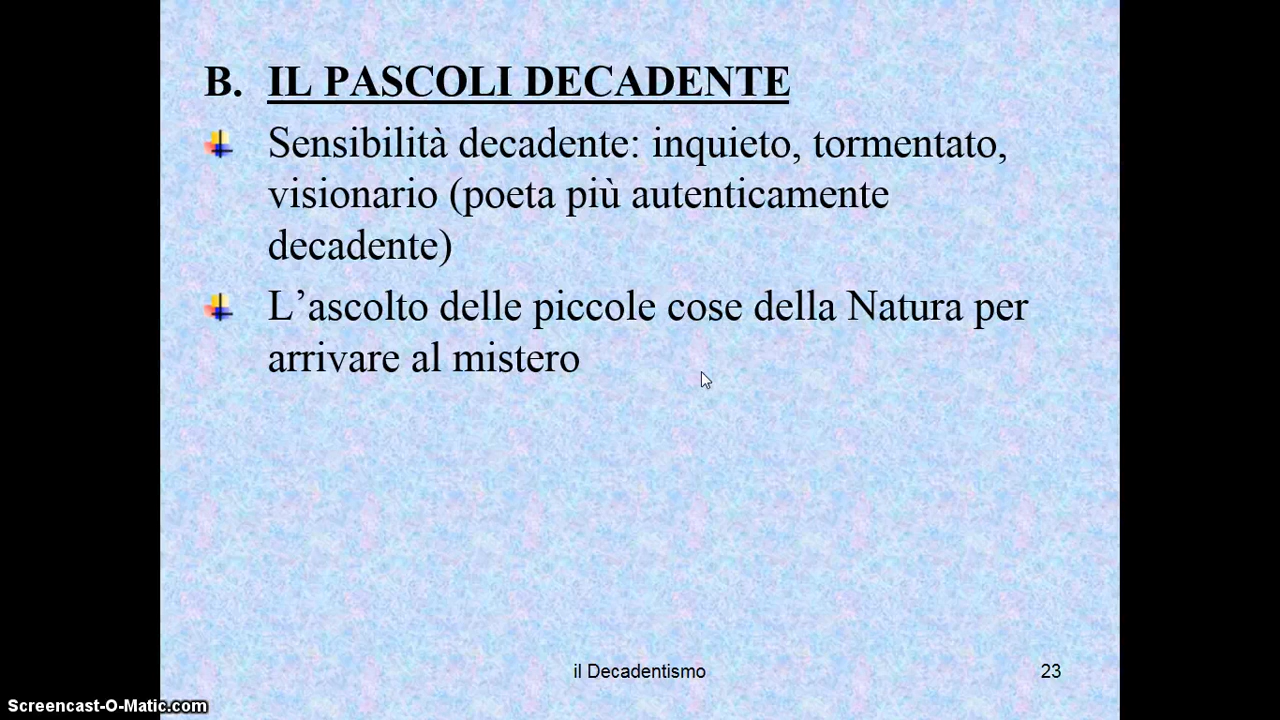 B. IL PASCOLI DECADENTE
Sensibilità decadente: inquieto, tormentato,
visionario (poeta più autenticamente
decadente)
L’ascolto delle piccole cose della Natura per
arrivare al mistero
il Decadentismo
23
Screencast-O-Matic.com